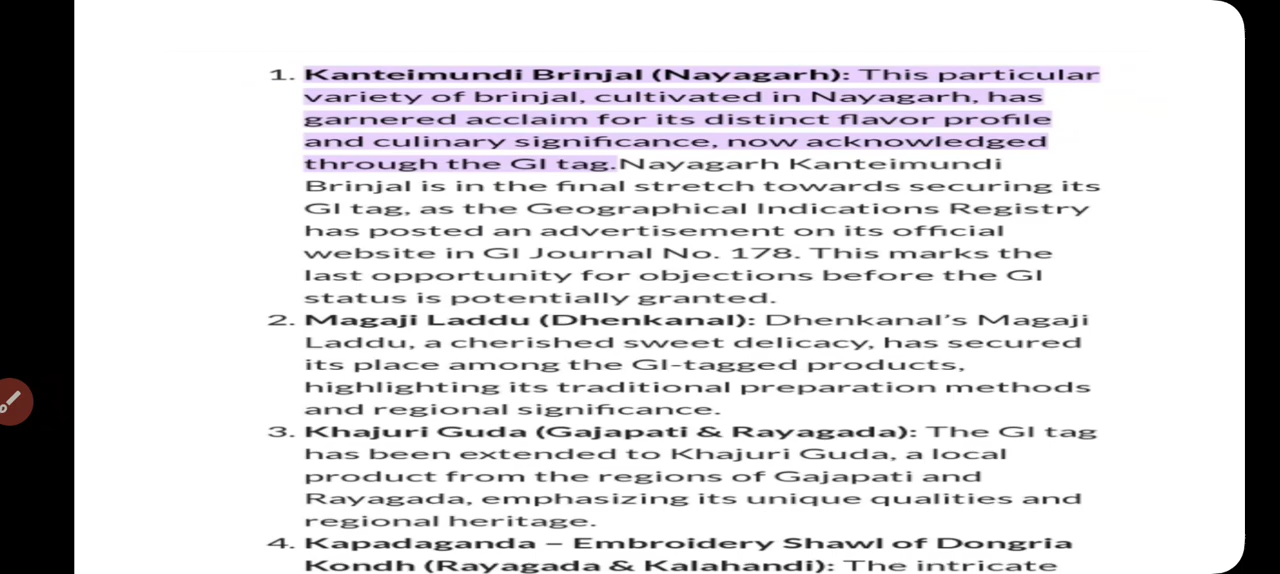 1. Kanteimundi Brinjal (Nayagarh): This particular
variety of brinjal, cultivated in Nayagarh, has
garnered acclaim for its distinct flavor profile
and culinary significance, now acknowledged
through the GI tag.Nayagarh Kanteimundi
Brinjal is in the final stretch towards securing its
GI tag, as the Geographical Indications Registry
has posted an advertisement on its official
website in GI Journal No. 178. This marks the
last opportunity for objections before the GI
status is potentially granted.
2. Magaji Laddu (Dhenkanal): Dhenkanal’s Magaji
Laddu, a cherished sweet delicacy, has secured
its place among the GI-tagged products,
highlighting its traditional preparation methods
and regional significance.
3. Khajuri Guda (Gajapati & Rayagada): The GI tag
has been extended to Khajuri Guda, a local
product from the regions of Gajapati and
Rayagada, emphasizing its unique qualities and
regional heritage.
4. Kapadaganda – Embroidery Shawl of Dongria
Kondh (Rayagada & Kalahandi): The intricate